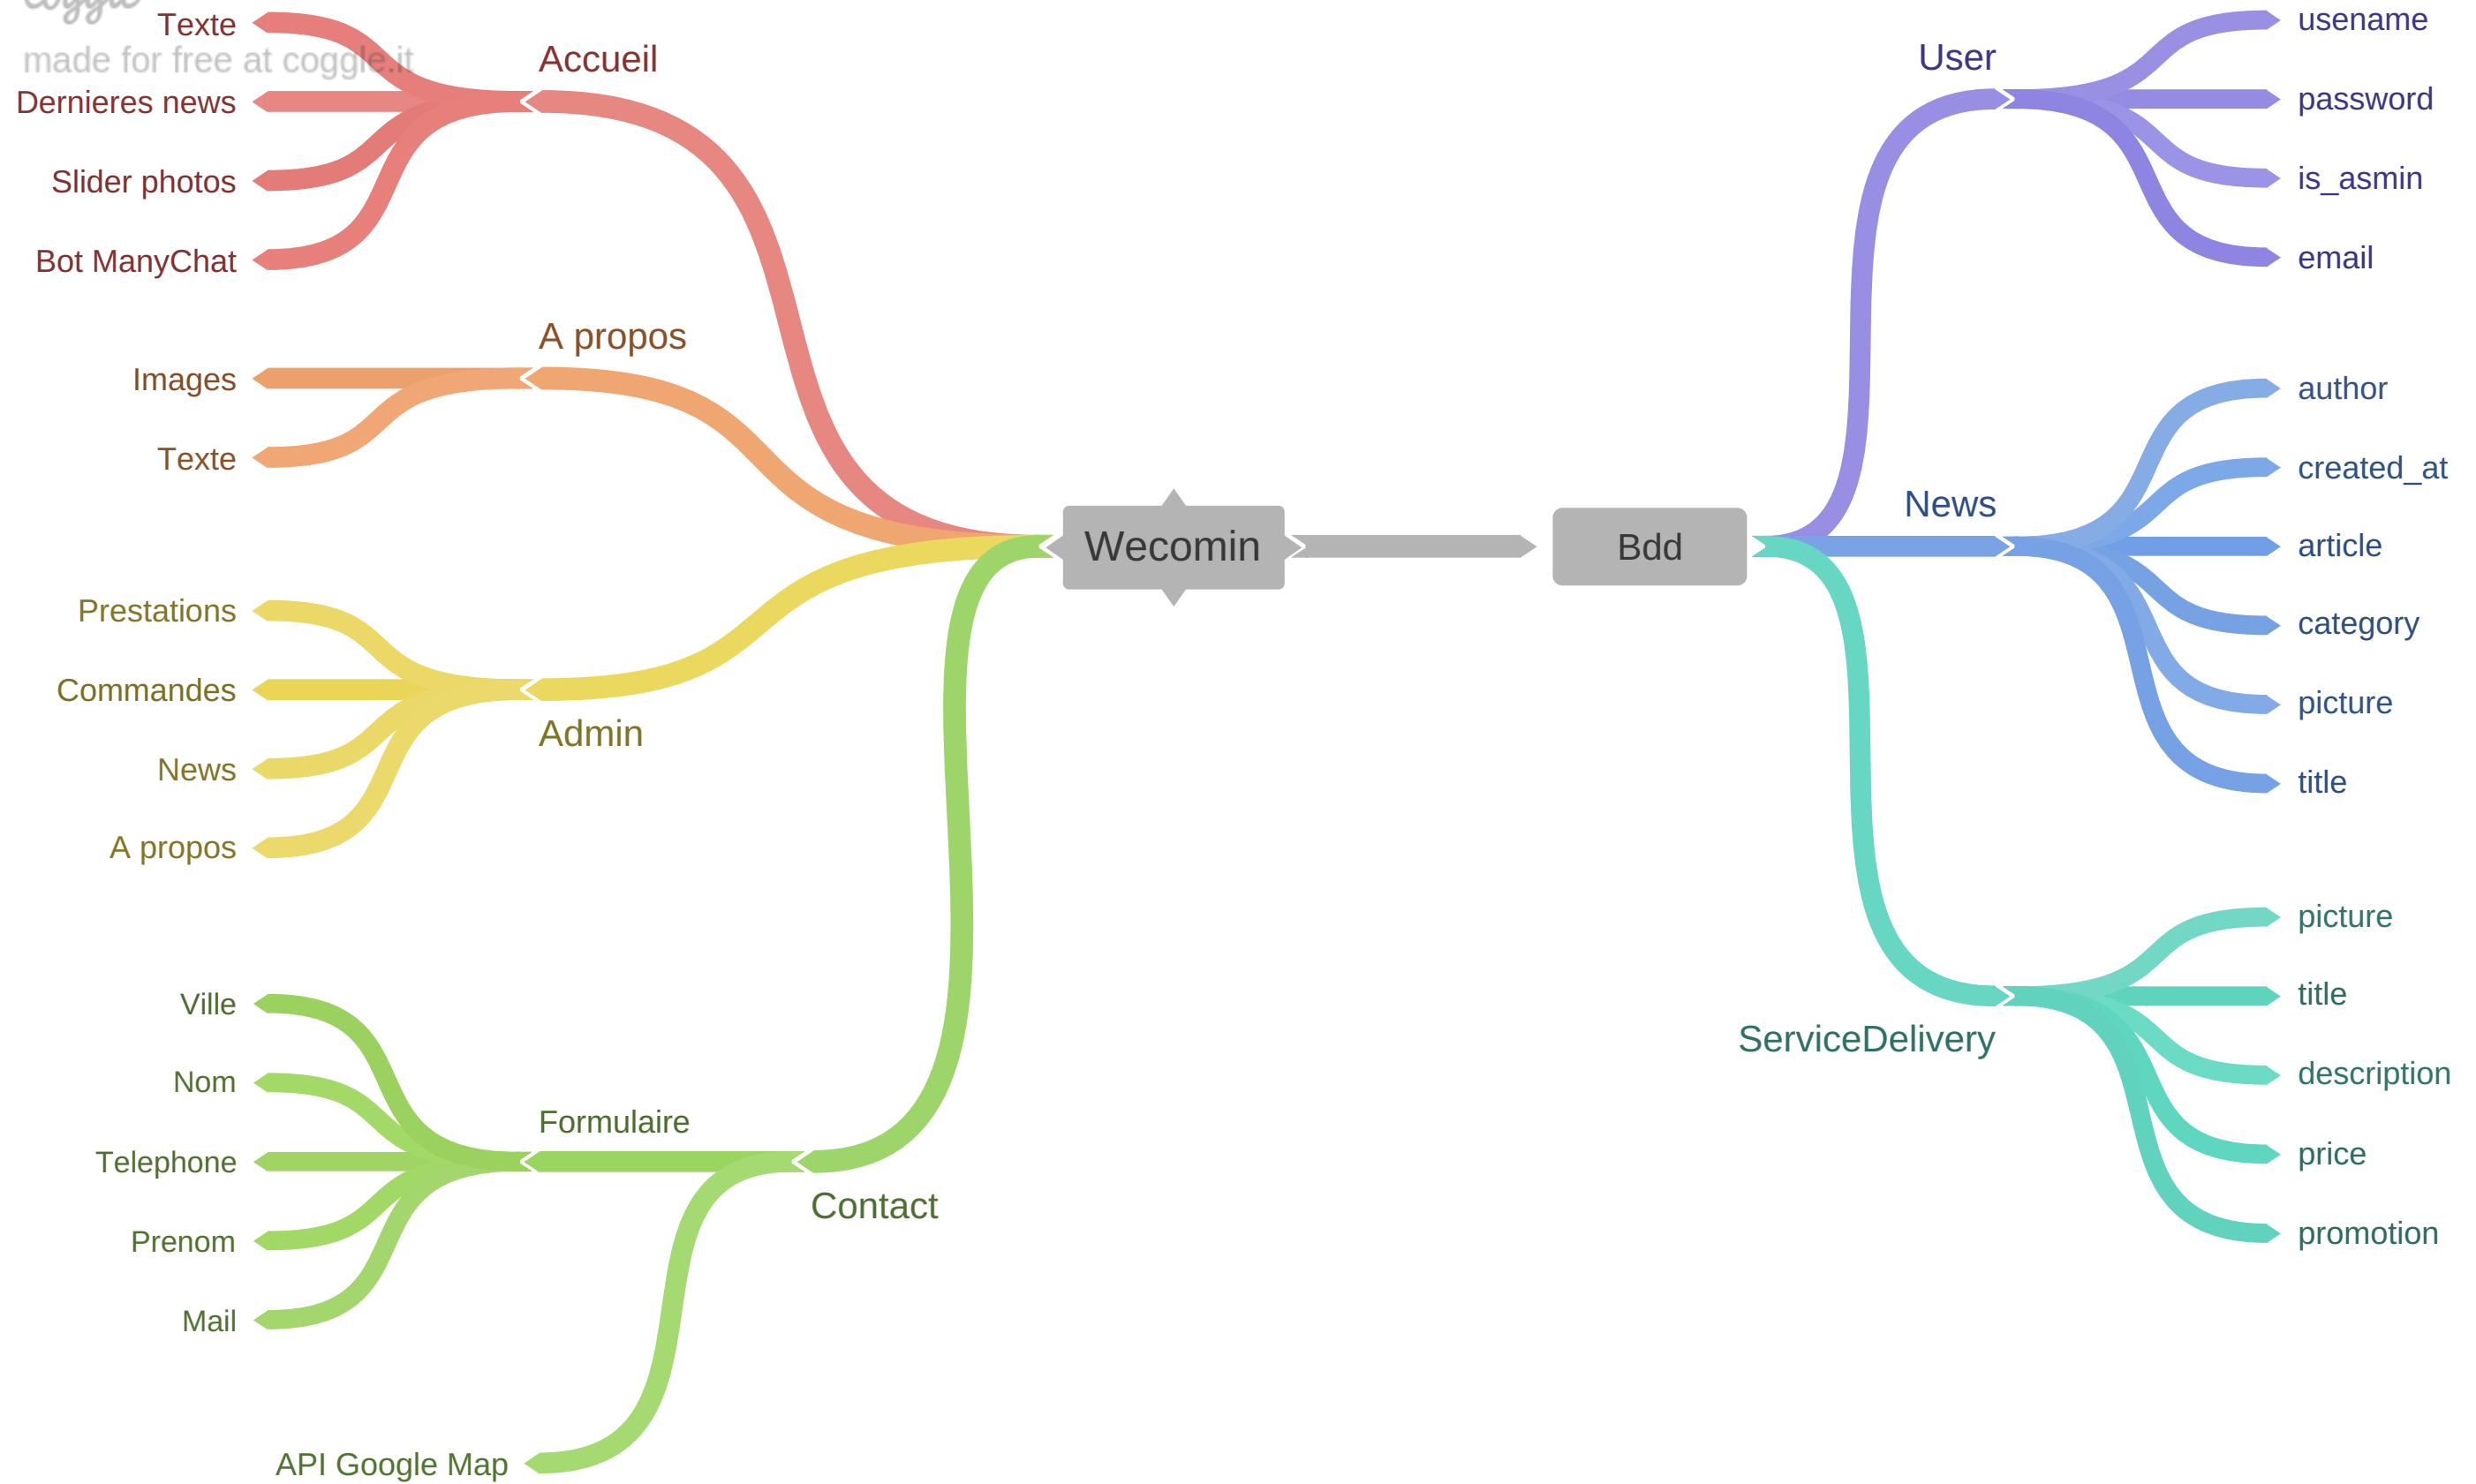 coggle
made for free at coggle.it
Wecomin
Accueil
Texte
Dernieres news
Slider photos
Bot ManyChat
A propos
Images
Texte
Admin
Prestations
Commandes
News
A propos
Contact
Formulaire
Ville
Nom
Telephone
Prenom
Mail
API Google Map
Bdd
User
usename
password
is_asmin
email
News
author
created_at
article
category
picture
title
ServiceDelivery
picture
title
description
price
promotion